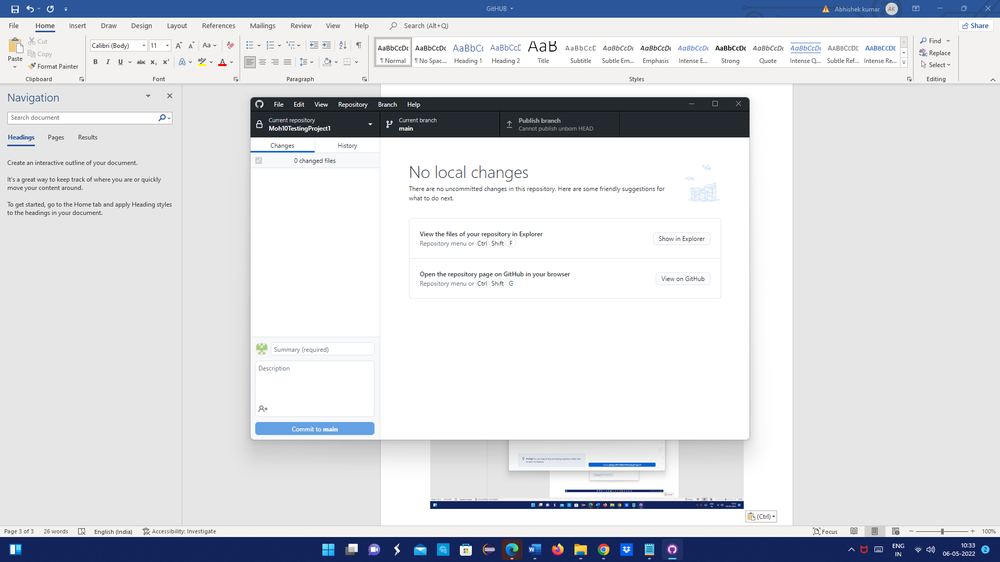 GitHUB
Abhishek kumar AK
File Home Insert Draw Design Layout References Mailings Review View Help Search (Alt+Q) Share
Paste
Cut
Copy
Format Painter
Clipboard
Calibri (Body) 11
Font
Paragraph
AaBbCcDc AaBbCcDc AaBbCc AaBbCcD AaB AaBbCcD AaBbCcDc AaBbCcDc AaBbCcDc AaBbCcDc AaBbCcDc AaBbCcDc AaBbCcDc AaBbCcDc
¶ Normal ¶ No Spac... Heading 1 Heading 2 Title Subtitle Subtle Em... Emphasis Intense E... Strong Quote Intense Q... Subtle Ref... Intense Re...
Styles
Find
Replace
Select
Editing
Navigation
Search document
Headings Pages Results
Create an interactive outline of your document.
It's a great way to keep track of where you are or quickly
move your content around.
To get started, go to the Home tab and apply Heading styles
to the headings in your document.
File Edit View Repository Branch Help
Current repository
Moh10TestingProject1
Current branch
main
Publish branch
Cannot publish unborn HEAD
Changes History
0 changed files
No local changes
There are no uncommitted changes in this repository. Here are some friendly suggestions for
what to do next.
View the files of your repository in Explorer
Repository menu or Ctrl Shift F
Show in Explorer
Open the repository page on GitHub in your browser
Repository menu or Ctrl Shift G
View on GitHub
Summary (required)
Description
Commit to main
(Ctrl)
Page 3 of 3 26 words English (India) Accessibility: Investigate Focus 100%
ENG
IN
10:33
06-05-2022
2